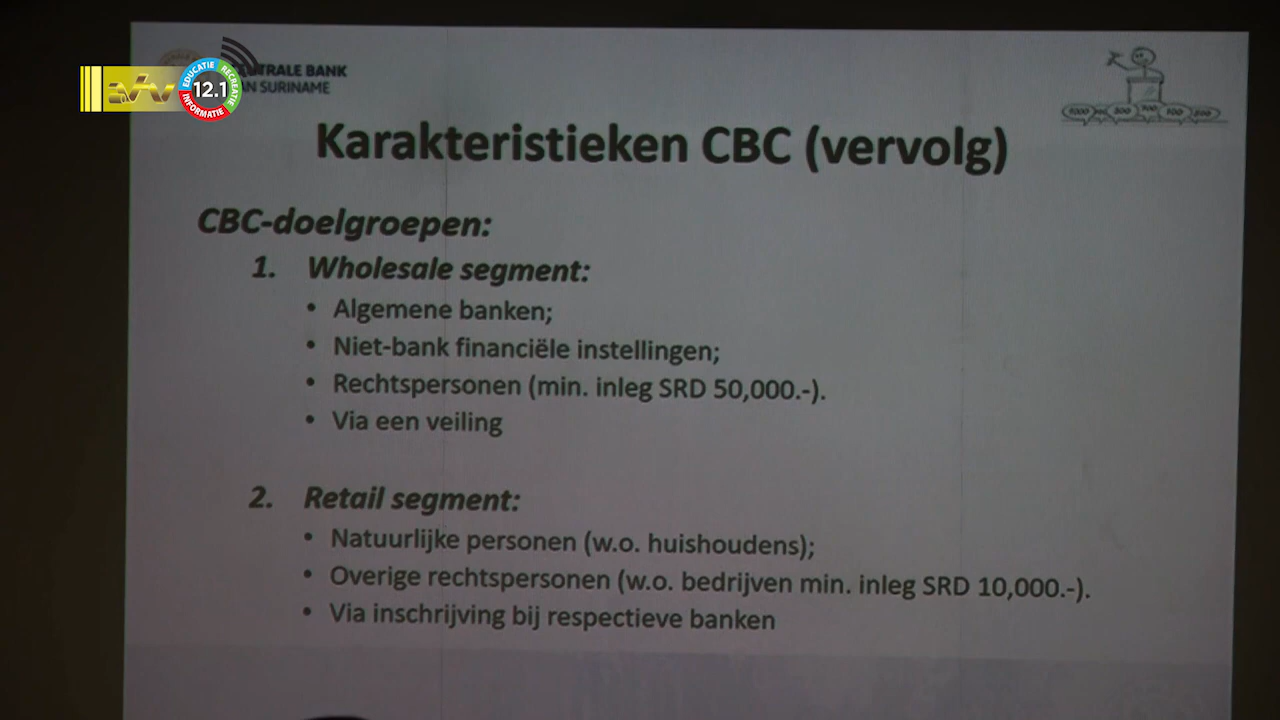 EDUCATIE
RECREATIE
INFORMATIE
12.1
TRALE BANK
AN SURINAME
Karakteristieken CBC (vervolg)
CBC-doelgroepen:
1. Wholesale segment:
• Algemene banken;
• Niet-bank financiële instellingen;
• Rechtspersonen (min. inleg SRD 50,000.-).
• Via een veiling
2. Retail segment:
• Natuurlijke personen (w.o. huishoudens);
• Overige rechtspersonen (w.o. bedrijven min. inleg SRD 10,000.-).
• Via inschrijving bij respectieve banken